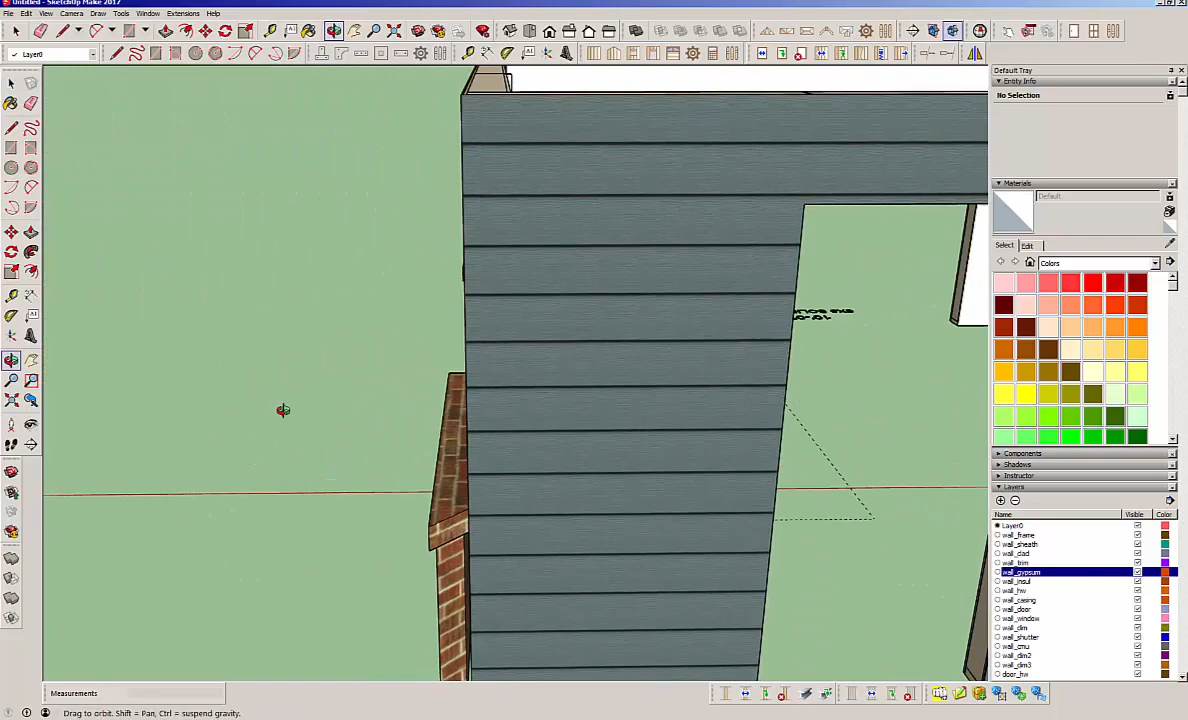 Untitled - SketchUp Make 2017
File Edit View Camera Draw Tools Window Extensions Help
Layer0
Default Tray
Entity Info
No Selection
Materials
Default
Select Edit
Colors
Components
Shadows
Instructor
Layers
Name Visible Color
Layer0
wall_frame
wall_sheath
wall_clad
wall_trim
wall_gypsum
wall_insul
wall_hw
wall_casing
wall_door
wall_window
wall_dim
wall_shutter
wall_cmu
wall_dim2
wall_dim3
door_hw
Measurements
Drag to orbit. Shift = Pan, Ctrl = suspend gravity.